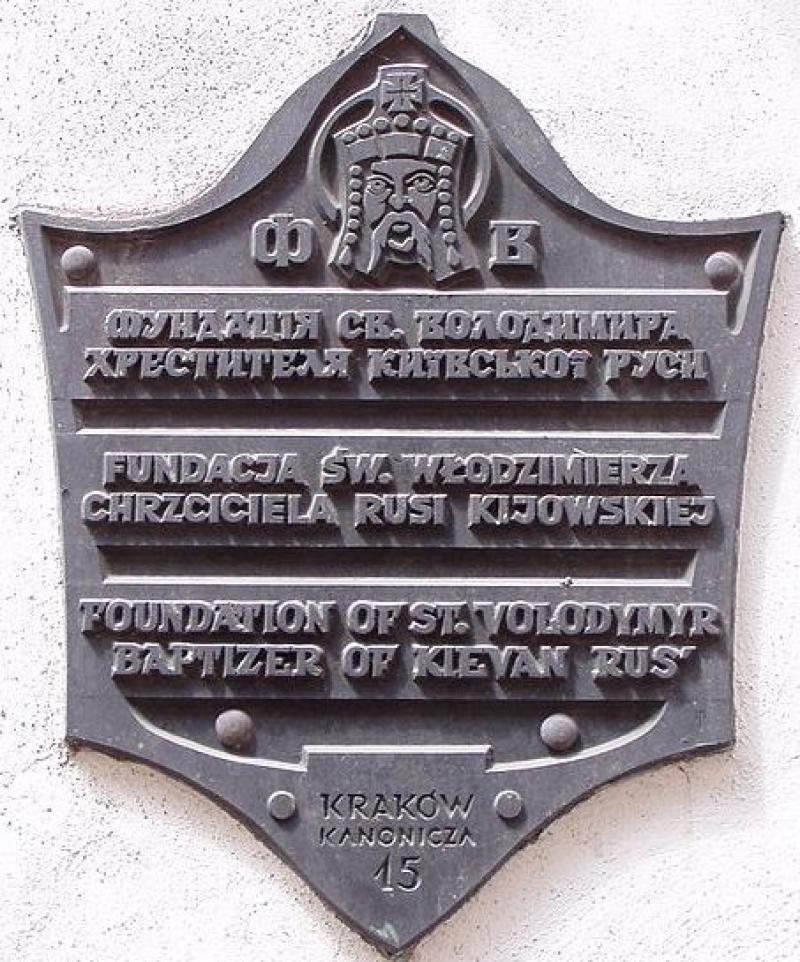 Ф В
ФУНДАЦІЯ СВ. ВОЛОДИМИРА
ХРЕСТИТЕЛЯ КИЇВСЬКОЇ РУСИ
FUNDACJA ŚW. WŁODZIMIERZA
CHRZCICIELA RUSI KIJOWSKIEJ
FOUNDATION OF ST. VOLODYMYR
BAPTIZER OF KIEVAN RUS'
KRAKÓW
KANONICZA
15